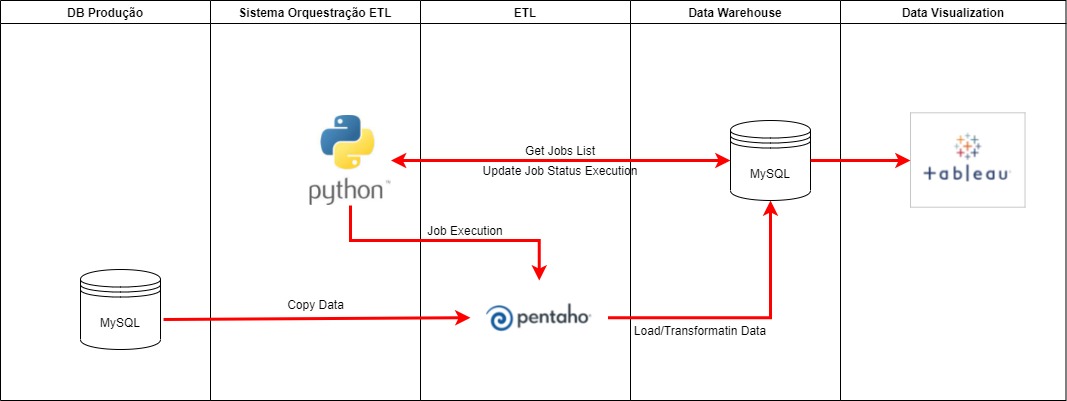 DB Produção
Sistema Orquestração ETL
ETL
Data Warehouse
Data Visualization
python™
Get Jobs List
Update Job Status Execution
MySQL
+ableau
Job Execution
MySQL
Copy Data
pentaho
Load/Transformatin Data